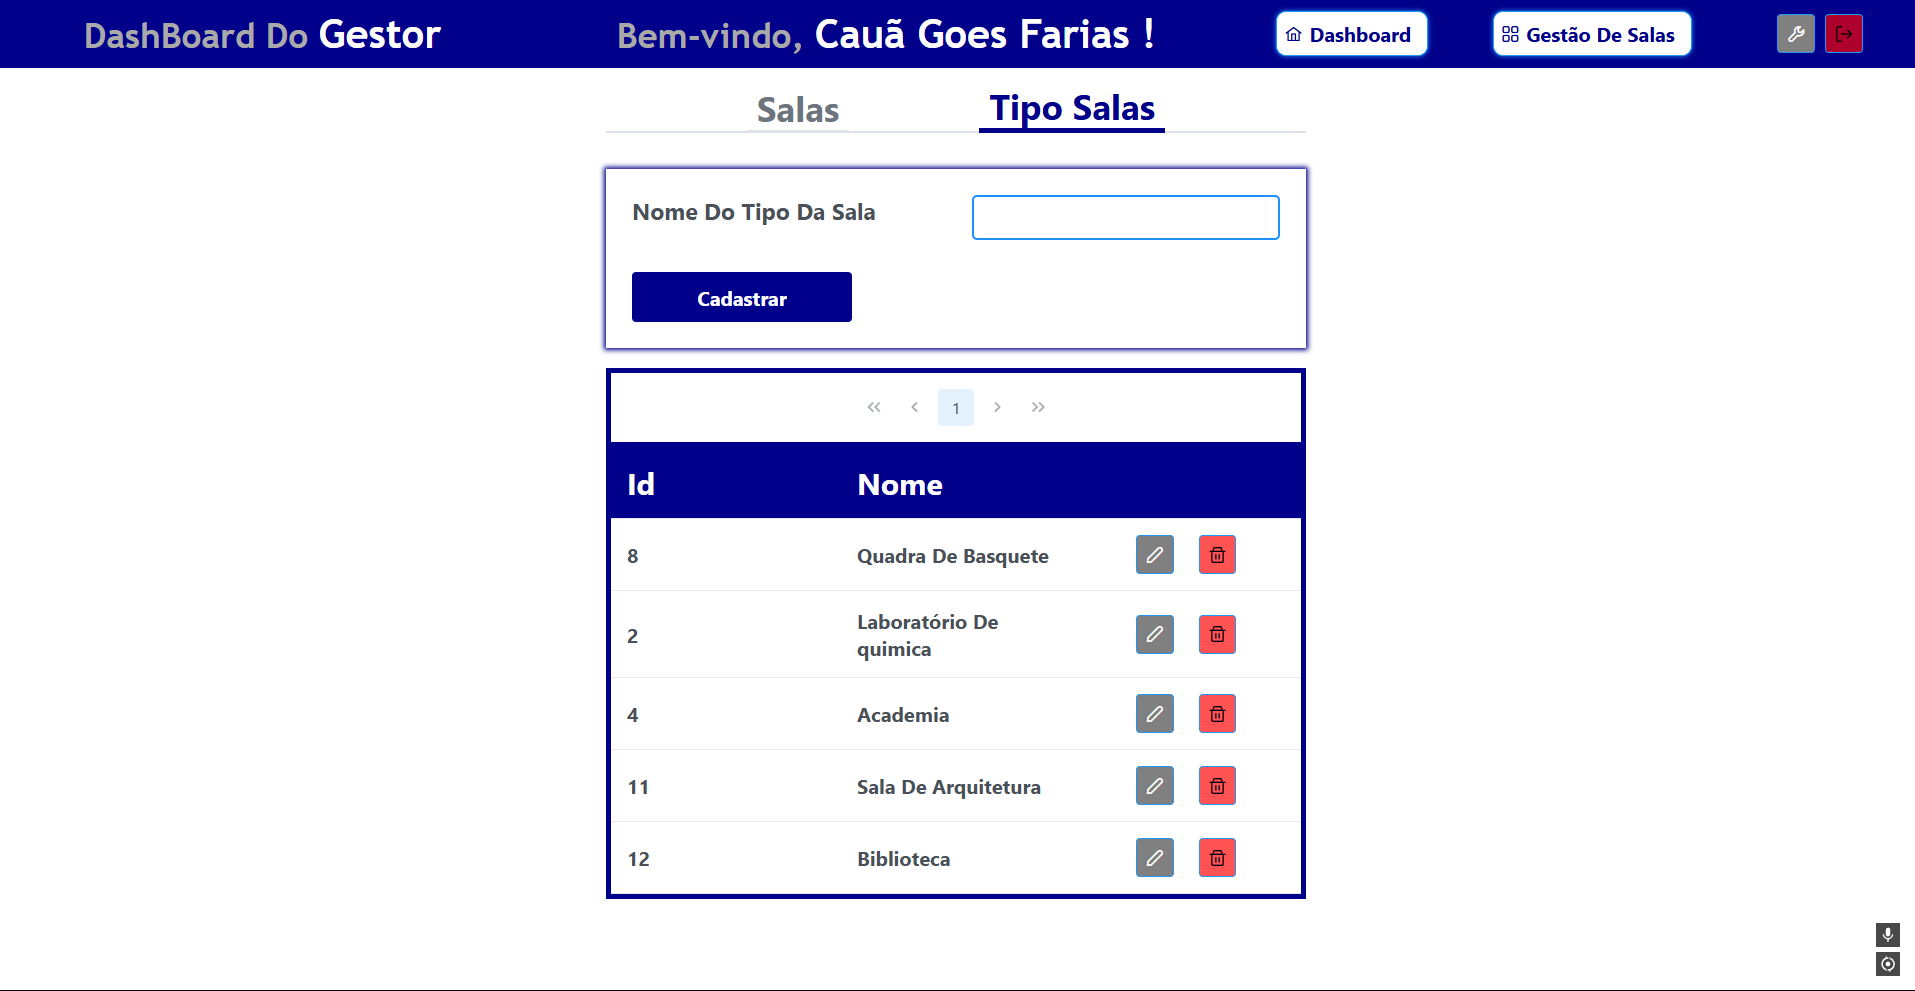 DashBoard Do Gestor
Bem-vindo, Cauã Goes Farias !
Dashboard
Gestão De Salas
Salas
Tipo Salas
Nome Do Tipo Da Sala
Cadastrar
1
Id Nome
8 Quadra De Basquete
2 Laboratório De
quimica
4 Academia
11 Sala De Arquitetura
12 Biblioteca